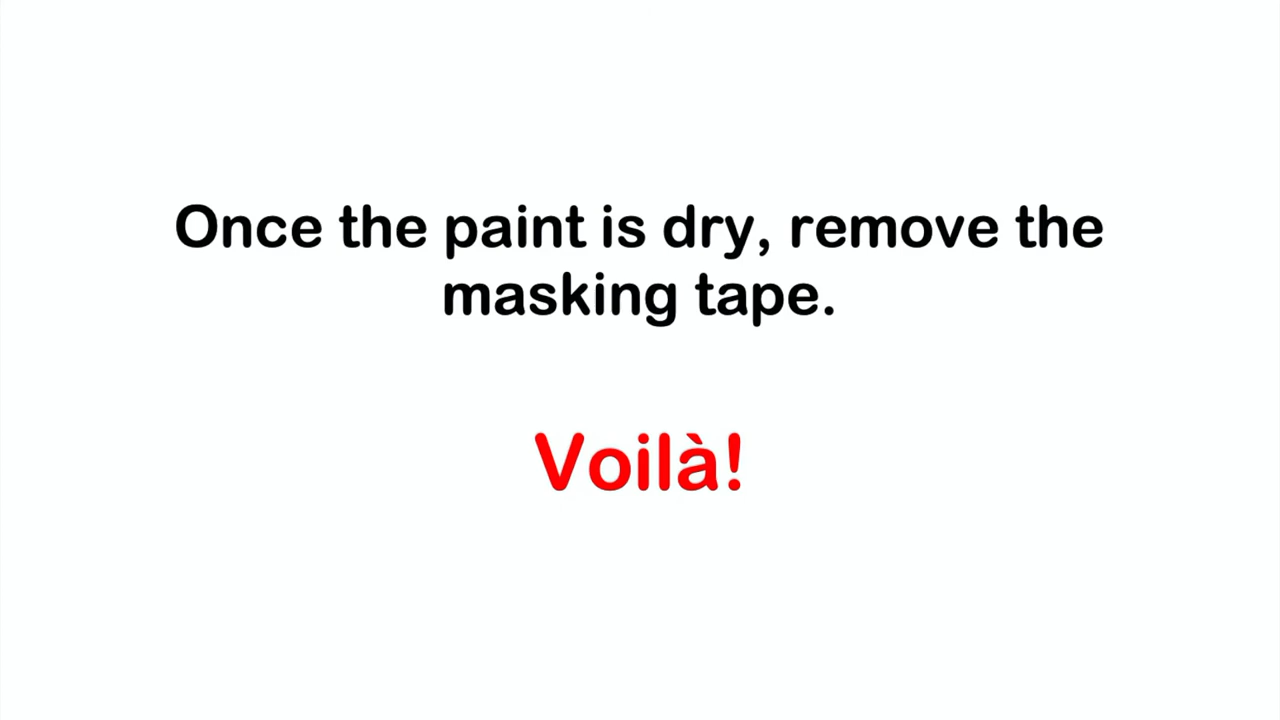 Once the paint is dry, remove the
masking tape.
Voilà!